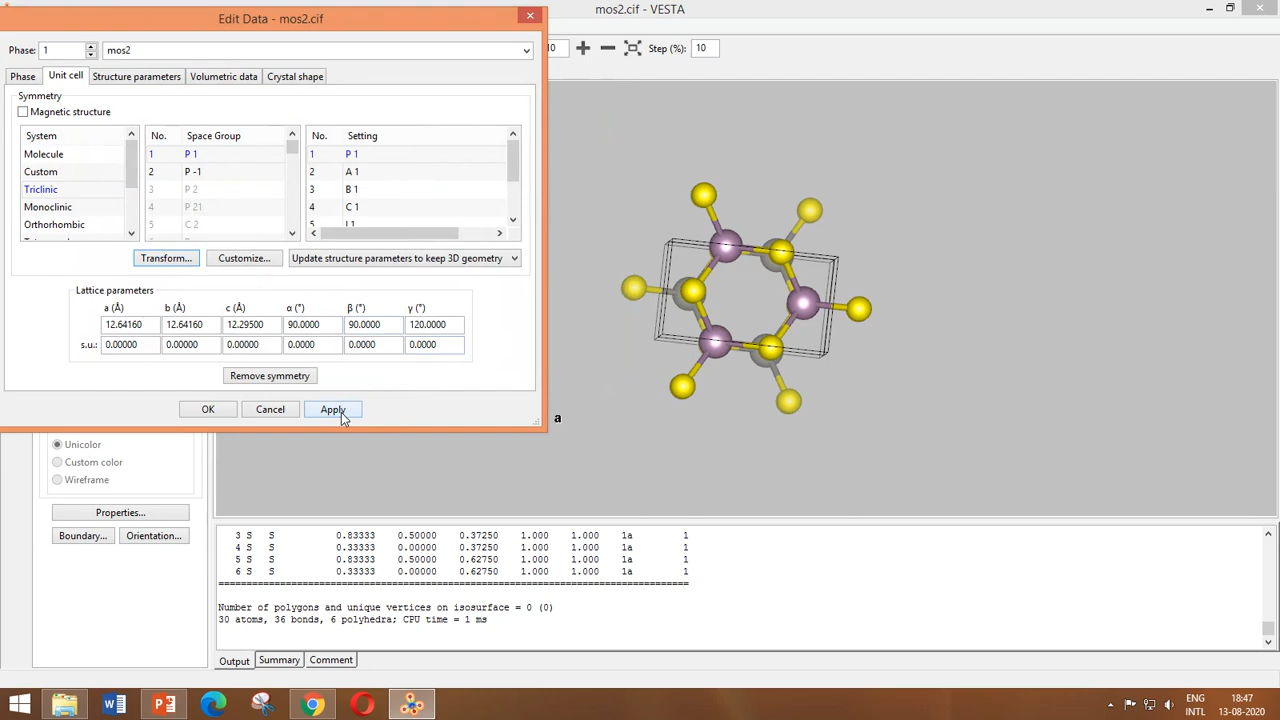 mos2.cif - VESTA
Edit Data - mos2.cif
Phase: 1 mos2
10 Step (%): 10
Phase Unit cell Structure parameters Volumetric data Crystal shape
Symmetry
Magnetic structure
System No. Space Group No. Setting
Molecule 1 P 1 1 P 1
Custom 2 P -1 2 A 1
Triclinic 3 P 2 3 B 1
Monoclinic 4 P 21 4 C 1
Orthorhombic 5 C 2 5 I 1
Transform... Customize... Update structure parameters to keep 3D geometry
Lattice parameters
a (Å) b (Å) c (Å) α (°) β (°) γ (°)
12.64160 12.64160 12.29500 90.0000 90.0000 120.0000
s.u.: 0.00000 0.00000 0.00000 0.0000 0.0000 0.0000
Remove symmetry
OK Cancel Apply
a
Unicolor
Custom color
Wireframe
Properties...
Boundary... Orientation...
3 S S 0.83333 0.50000 0.37250 1.000 1.000 1a 1
4 S S 0.33333 0.00000 0.37250 1.000 1.000 1a 1
5 S S 0.83333 0.50000 0.62750 1.000 1.000 1a 1
6 S S 0.33333 0.00000 0.62750 1.000 1.000 1a 1
Number of polygons and unique vertices on isosurface = 0 (0)
30 atoms, 36 bonds, 6 polyhedra; CPU time = 1 ms
Output Summary Comment
ENG 18:47
INTL 13-08-2020